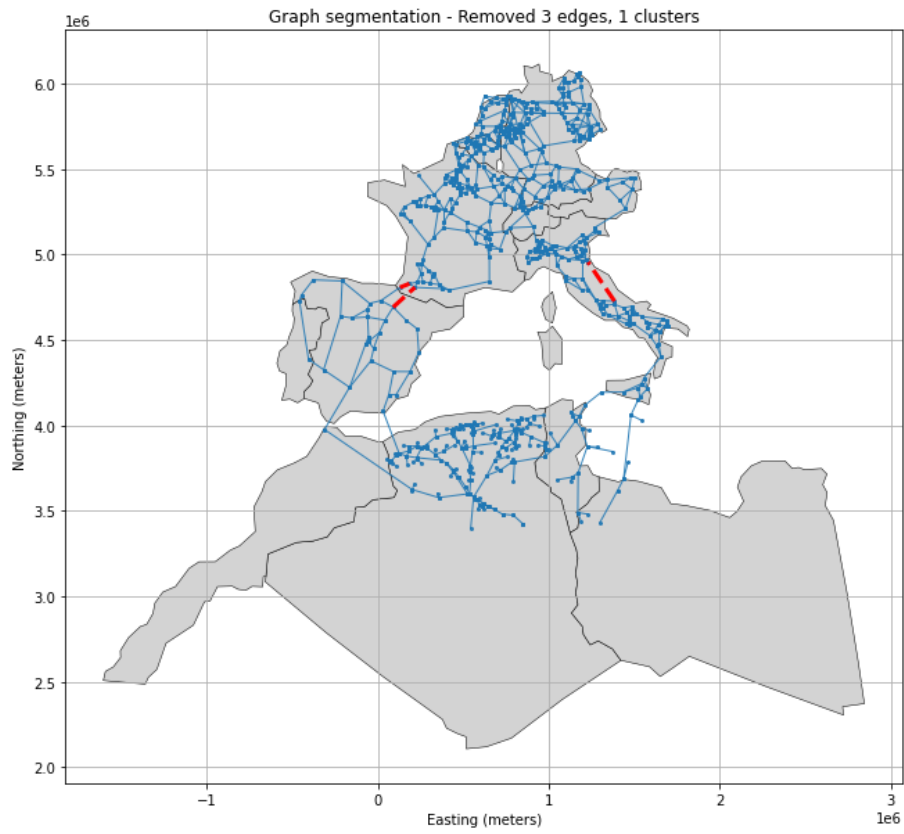 Graph segmentation - Removed 3 edges, 1 clusters
1e6
6.0
5.5
5.0
4.5
4.0
3.5
3.0
2.5
2.0
Northing (meters)
−1
0
1
2
3
Easting (meters)
1e6